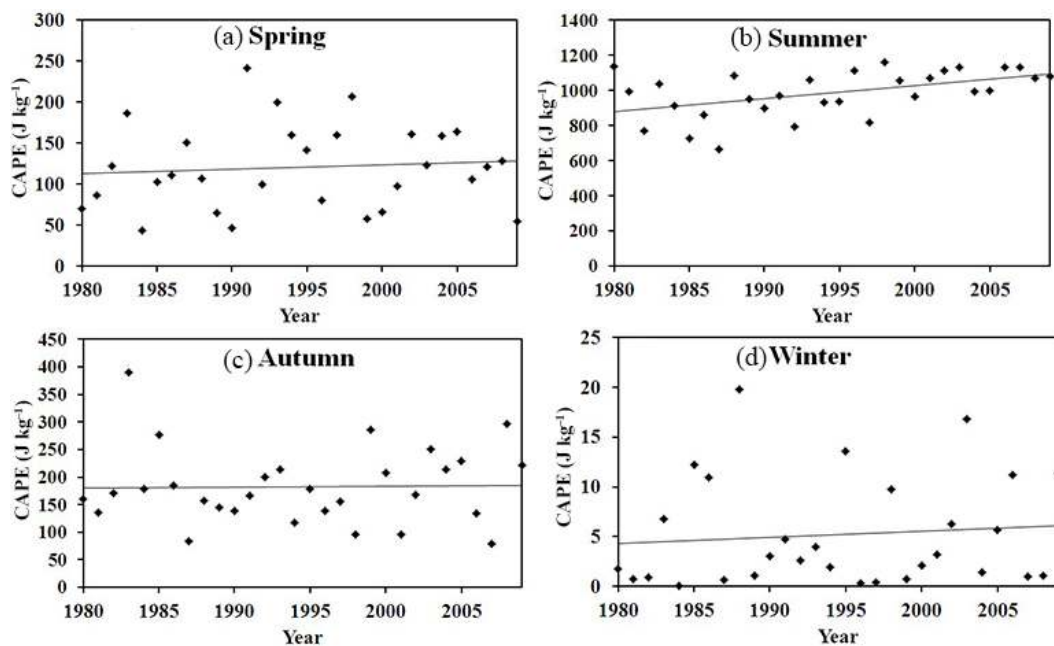 (a) Spring
CAPE (J kg⁻¹)
300
250
200
150
100
50
0
1980 1985 1990 1995 2000 2005
Year
(b) Summer
CAPE (J kg⁻¹)
1400
1200
1000
800
600
400
200
0
1980 1985 1990 1995 2000 2005
Year
(c) Autumn
CAPE (J kg⁻¹)
450
400
350
300
250
200
150
100
50
0
1980 1985 1990 1995 2000 2005
Year
(d) Winter
CAPE (J kg⁻¹)
25
20
15
10
5
0
1980 1985 1990 1995 2000 2005
Year